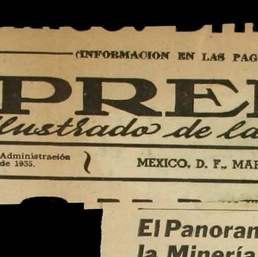 (INFORMACION EN LAS PAG
PRE
ilustrado de la
Administración
de 1935.
MEXICO, D. F., MAR
El Panoram
la Minería